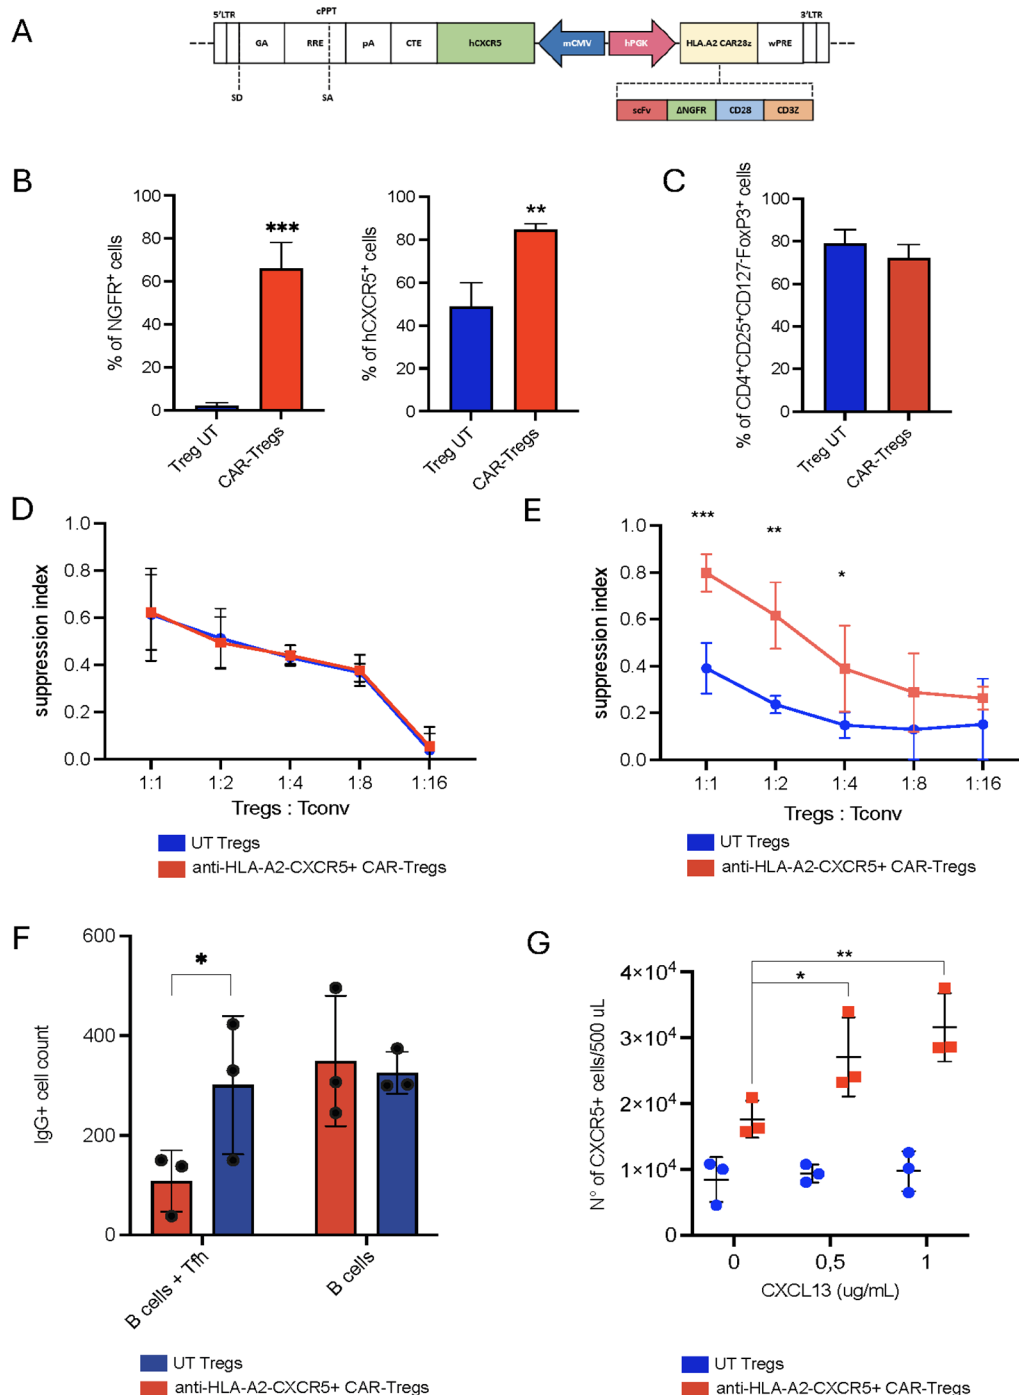 A
5'LTR
cPPT
3'LTR
GA
RRE
pA
CTE
hCXCR5
mCMV
hPGK
HLA.A2 CAR28z
wPRE
SD
SA
scFv
ΔNGFR
CD28
CD3Z
B
% of NGFR⁺ cells
100
80
60
40
20
0
***
Treg UT
CAR-Tregs
% of hCXCR5⁺ cells
100
80
60
40
20
0
**
Treg UT
CAR-Tregs
C
% of CD4⁺CD25⁺CD127⁻FoxP3⁺ cells
100
80
60
40
20
0
Treg UT
CAR-Tregs
D
suppression index
1.0
0.8
0.6
0.4
0.2
0.0
1:1
1:2
1:4
1:8
1:16
Tregs : Tconv
UT Tregs
anti-HLA-A2-CXCR5+ CAR-Tregs
E
suppression index
1.0
0.8
0.6
0.4
0.2
0.0
***
**
*
1:1
1:2
1:4
1:8
1:16
Tregs : Tconv
UT Tregs
anti-HLA-A2-CXCR5+ CAR-Tregs
F
IgG+ cell count
600
400
200
0
*
B cells + Tfh
B cells
UT Tregs
anti-HLA-A2-CXCR5+ CAR-Tregs
G
N° of CXCR5+ cells/500 uL
4×10⁴
3×10⁴
2×10⁴
1×10⁴
0
**
*
0
0,5
1
CXCL13 (ug/mL)
UT Tregs
anti-HLA-A2-CXCR5+ CAR-Tregs